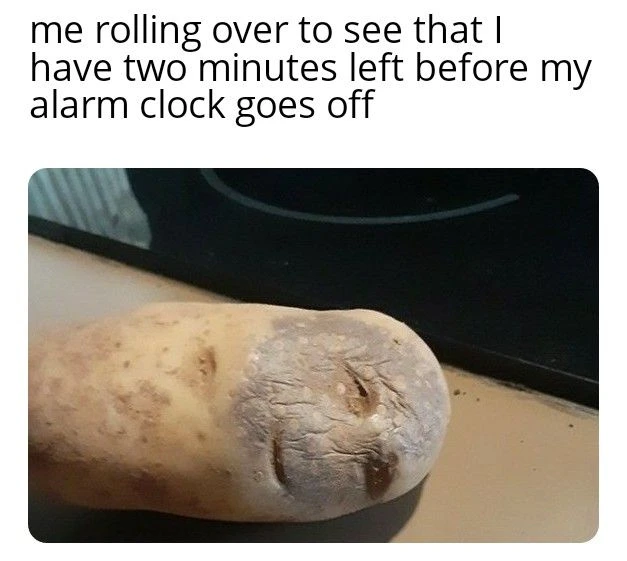 me rolling over to see that I
have two minutes left before my
alarm clock goes off